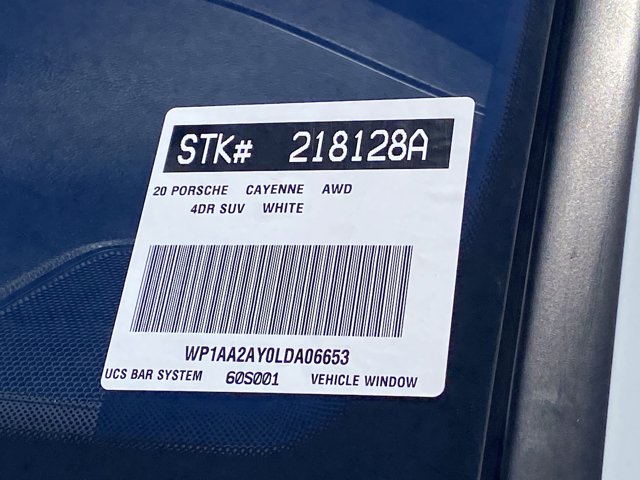 STK# 218128A
20 PORSCHE CAYENNE AWD
4DR SUV WHITE
WP1AA2AY0LDA06653
UCS BAR SYSTEM 60S001 VEHICLE WINDOW